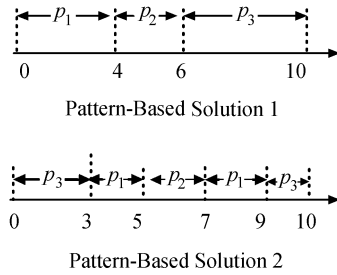 p1 p2 p3
0 4 6 10
Pattern-Based Solution 1
p3 p1 p2 p1 p3
0 3 5 7 9 10
Pattern-Based Solution 2